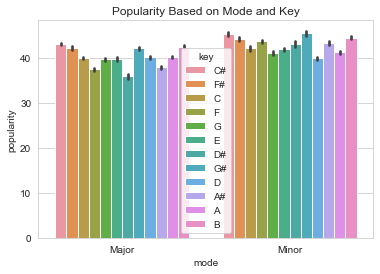 Popularity Based on Mode and Key
popularity
40
30
20
10
0
key
C#
F#
C
F
G
E
D#
G#
D
A#
A
B
Major
Minor
mode